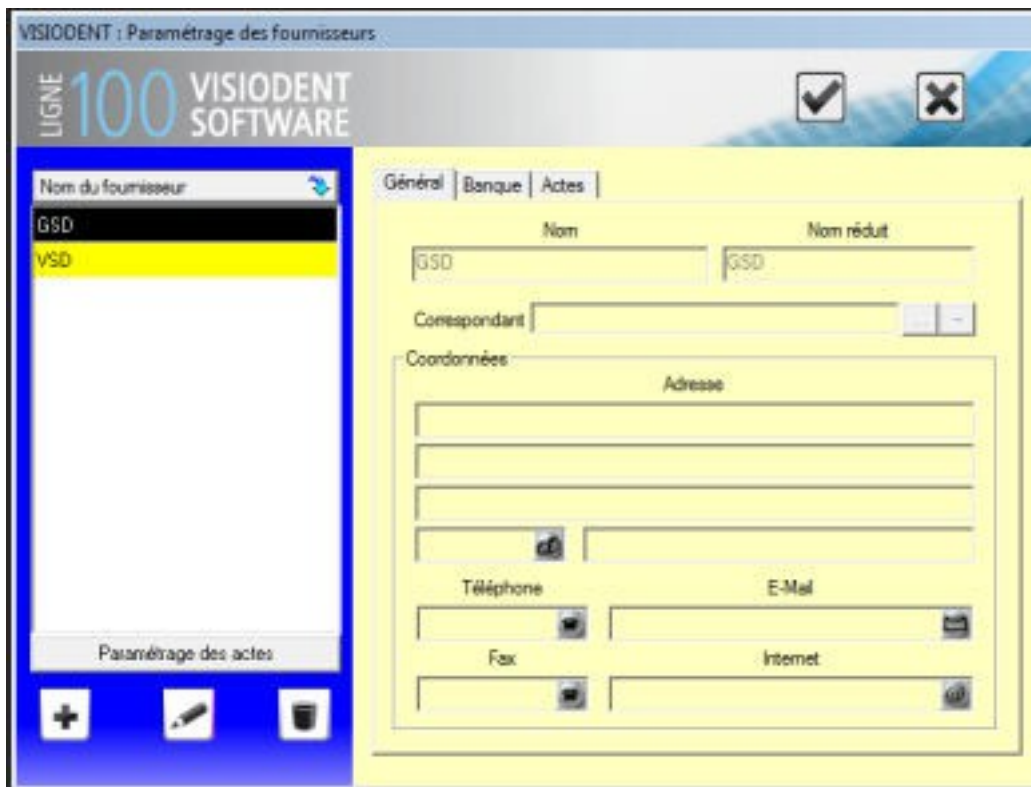 VISIODENT : Paramétrage des fournisseurs
LIGNE 100 VISIODENT SOFTWARE
Nom du fournisseur
GSD
VSD
Paramétrage des actes
Général Banque Actes
Nom Nom réduit
GSD GSD
Correspondant ... -
Coordonnées
Adresse
Téléphone E-Mail
Fax Internet